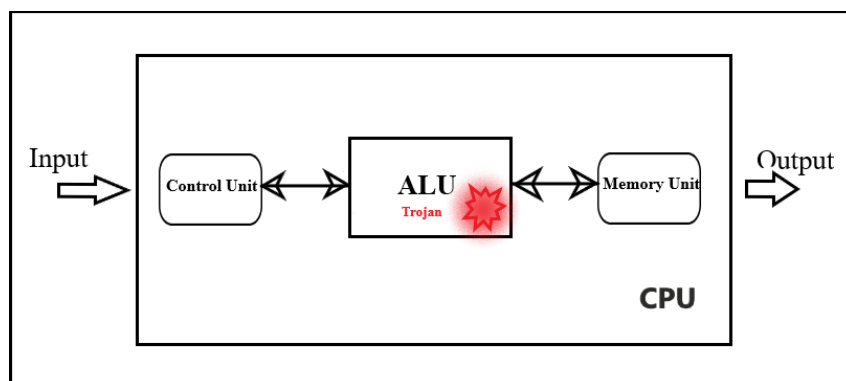 Input
Control Unit
ALU
Trojan
Memory Unit
Output
CPU